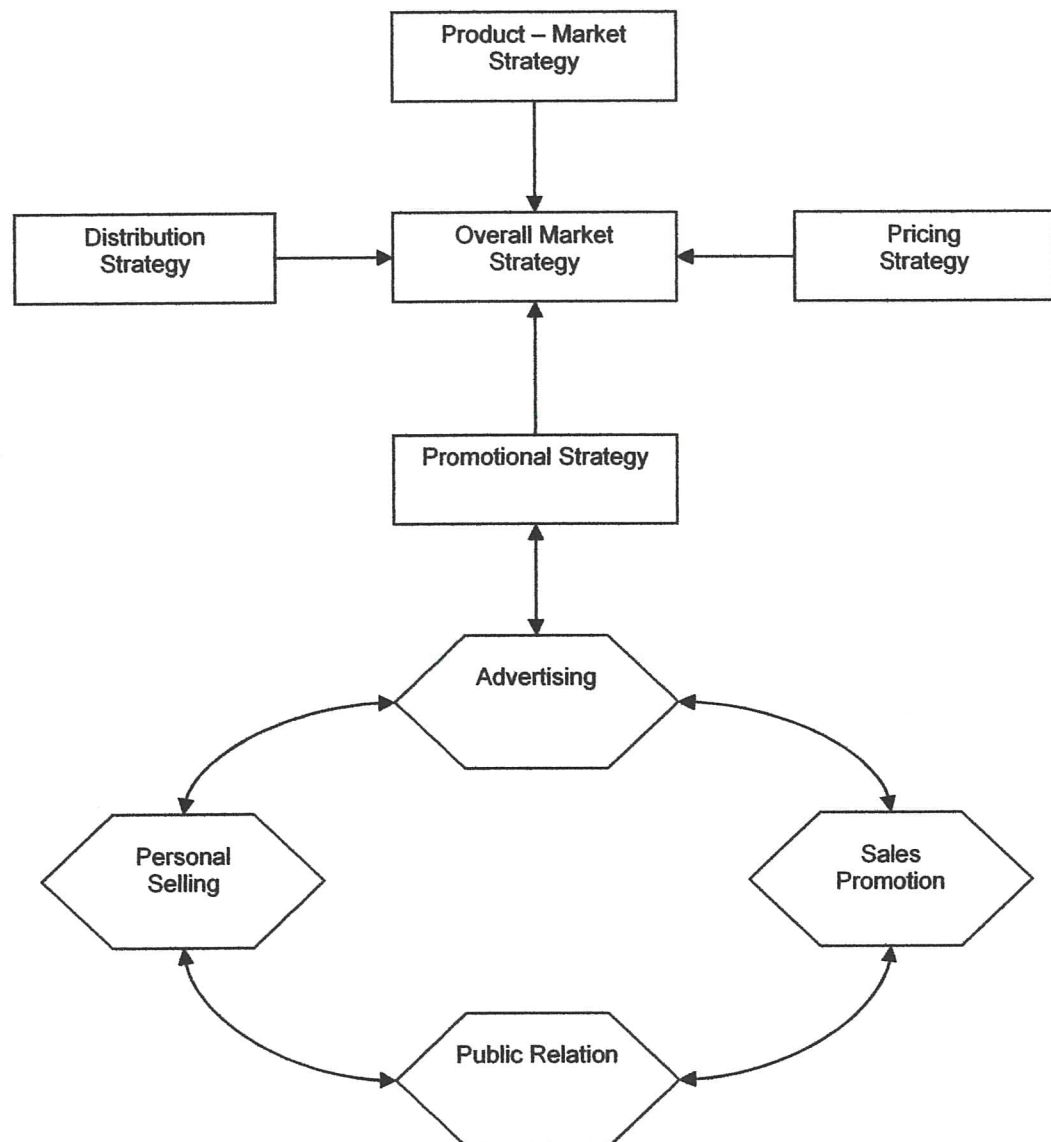 Product – Market
Strategy
Distribution
Strategy
Overall Market
Strategy
Pricing
Strategy
Promotional Strategy
Advertising
Personal
Selling
Sales
Promotion
Public Relation